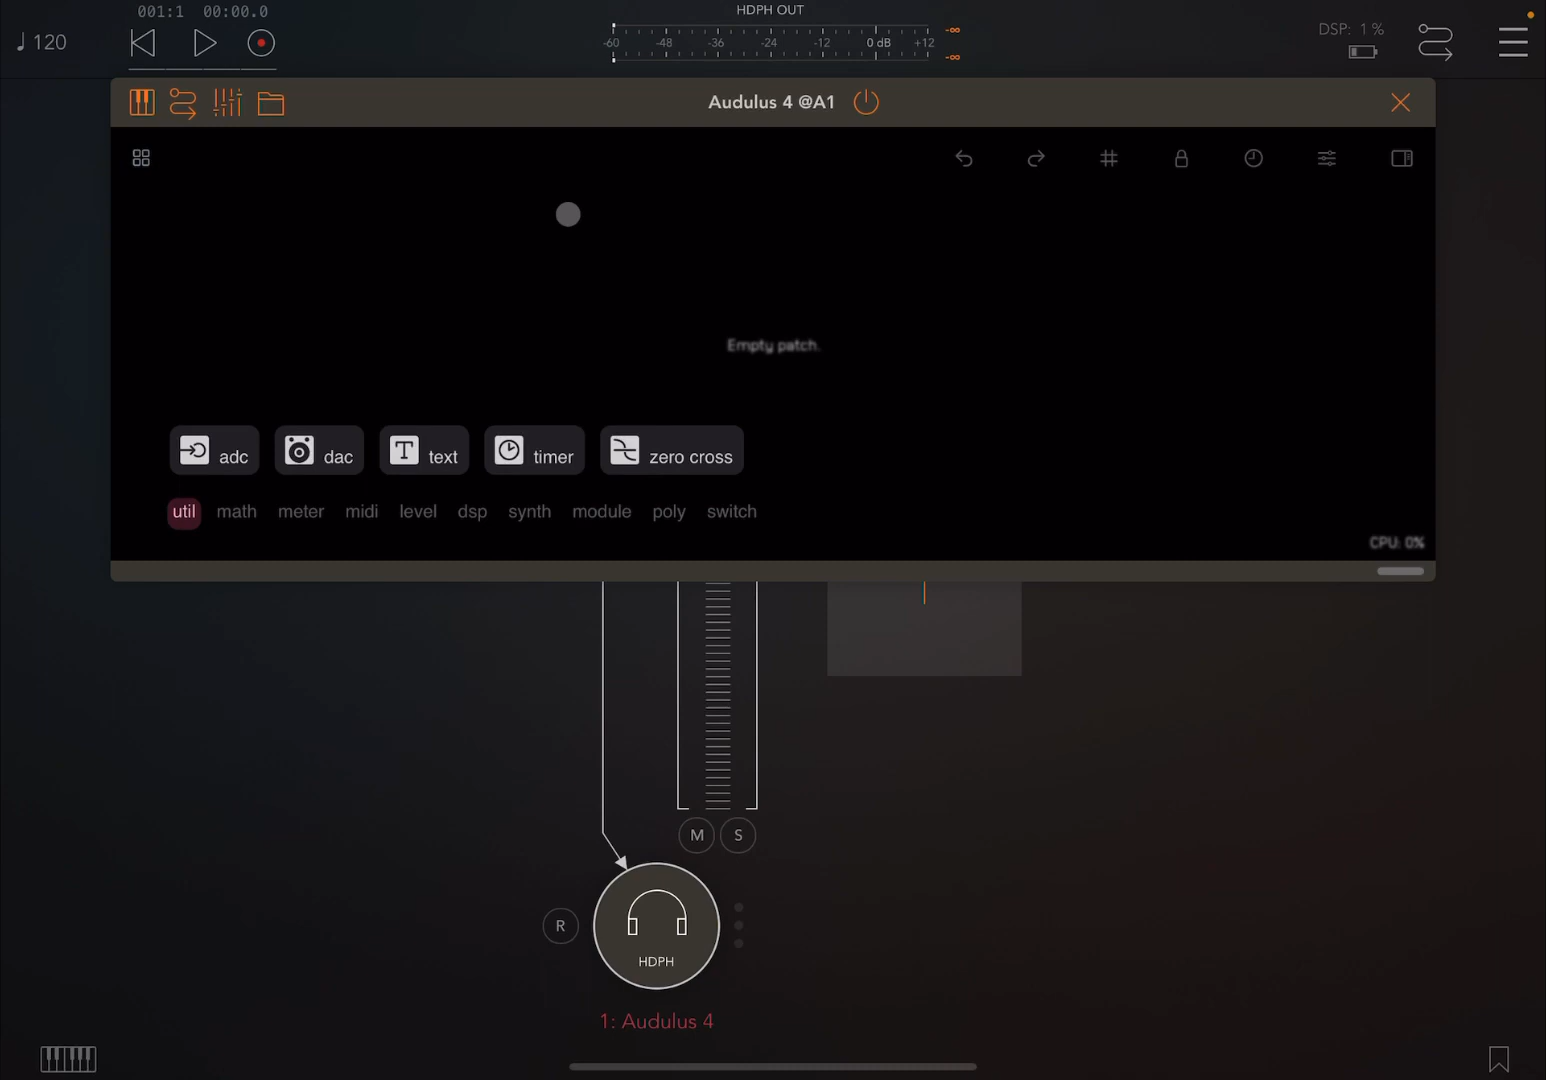 001:1 00:00.0
♩ 120
HDPH OUT
-60 -48 -36 -24 -12 0 dB +12
-∞
-∞
DSP: 1 %
Audulus 4 @A1
Empty patch.
adc dac T text timer zero cross
util math meter midi level dsp synth module poly switch
CPU: 0%
M S
R
HDPH
1: Audulus 4